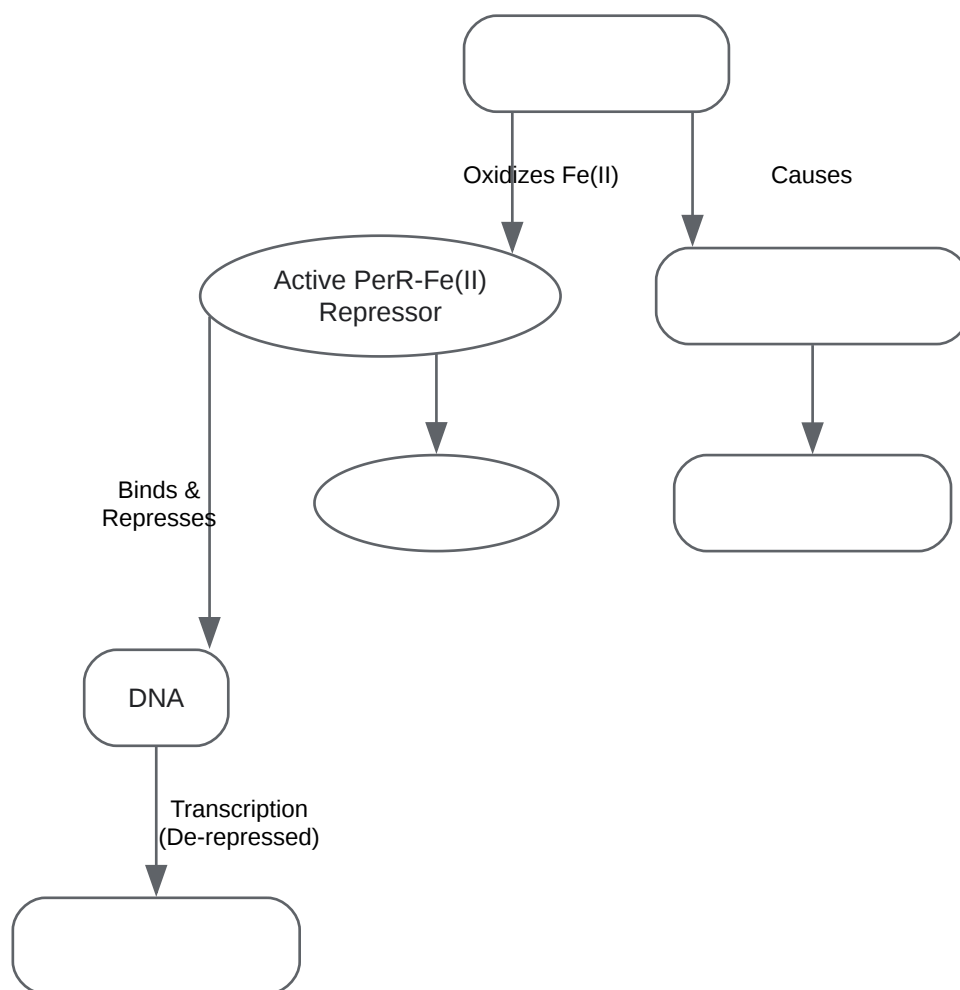 Oxidizes Fe(II)
Causes
Active PerR-Fe(II)
Repressor
Binds &
Represses
DNA
Transcription
(De-repressed)